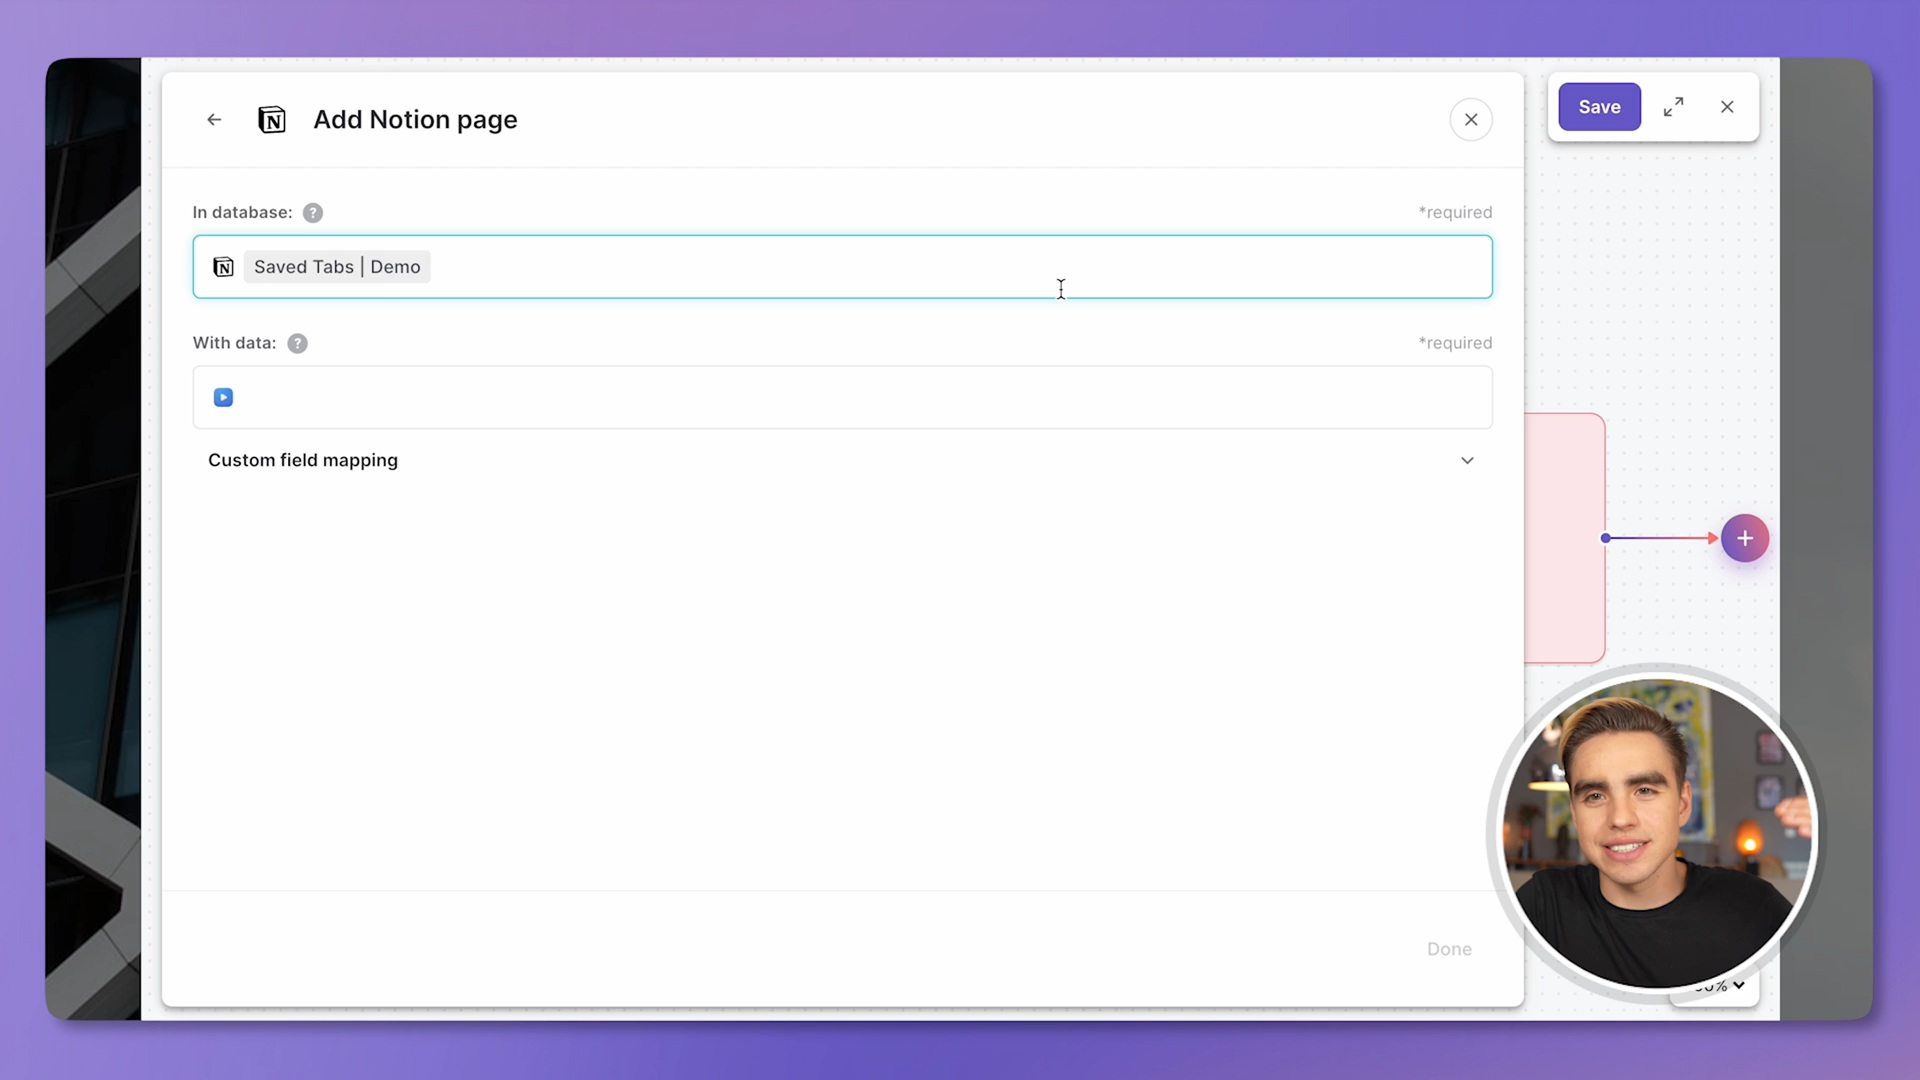 Add Notion page
Save
In database: ?
*required
Saved Tabs | Demo
With data: ?
*required
Custom field mapping
Done